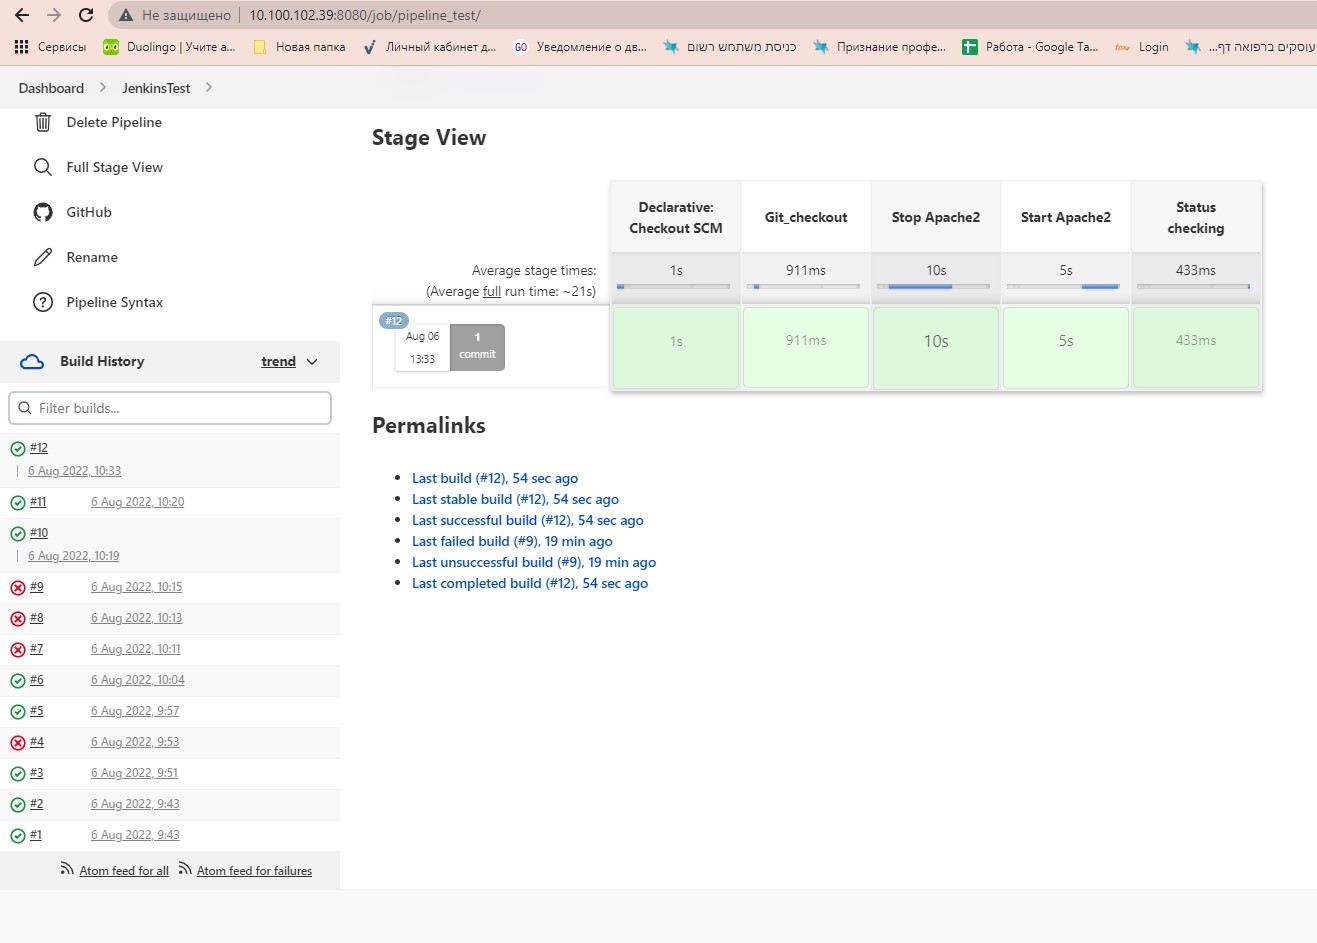 Не защищено 10.100.102.39:8080/job/pipeline_test/
Сервисы Duolingo | Учите а... Новая папка Личный кабинет д... GO Уведомление о дв... כניסת משתמש רשום Признание профе... Работа - Google Та... fox Login עוסקים ברפואה דף...
Dashboard JenkinsTest
Delete Pipeline
Full Stage View
GitHub
Rename
Pipeline Syntax
Build History trend
Filter builds...
#12
6 Aug 2022, 10:33
#11 6 Aug 2022, 10:20
#10
6 Aug 2022, 10:19
#9 6 Aug 2022, 10:15
#8 6 Aug 2022, 10:13
#7 6 Aug 2022, 10:11
#6 6 Aug 2022, 10:04
#5 6 Aug 2022, 9:57
#4 6 Aug 2022, 9:53
#3 6 Aug 2022, 9:51
#2 6 Aug 2022, 9:43
#1 6 Aug 2022, 9:43
Atom feed for all Atom feed for failures
Stage View
Declarative:
Checkout SCM
Git_checkout
Stop Apache2
Start Apache2
Status
checking
Average stage times:
(Average full run time: ~21s)
1s 911ms 10s 5s 433ms
#12
Aug 06
13:33
1
commit
1s 911ms 10s 5s 433ms
Permalinks
Last build (#12), 54 sec ago
Last stable build (#12), 54 sec ago
Last successful build (#12), 54 sec ago
Last failed build (#9), 19 min ago
Last unsuccessful build (#9), 19 min ago
Last completed build (#12), 54 sec ago